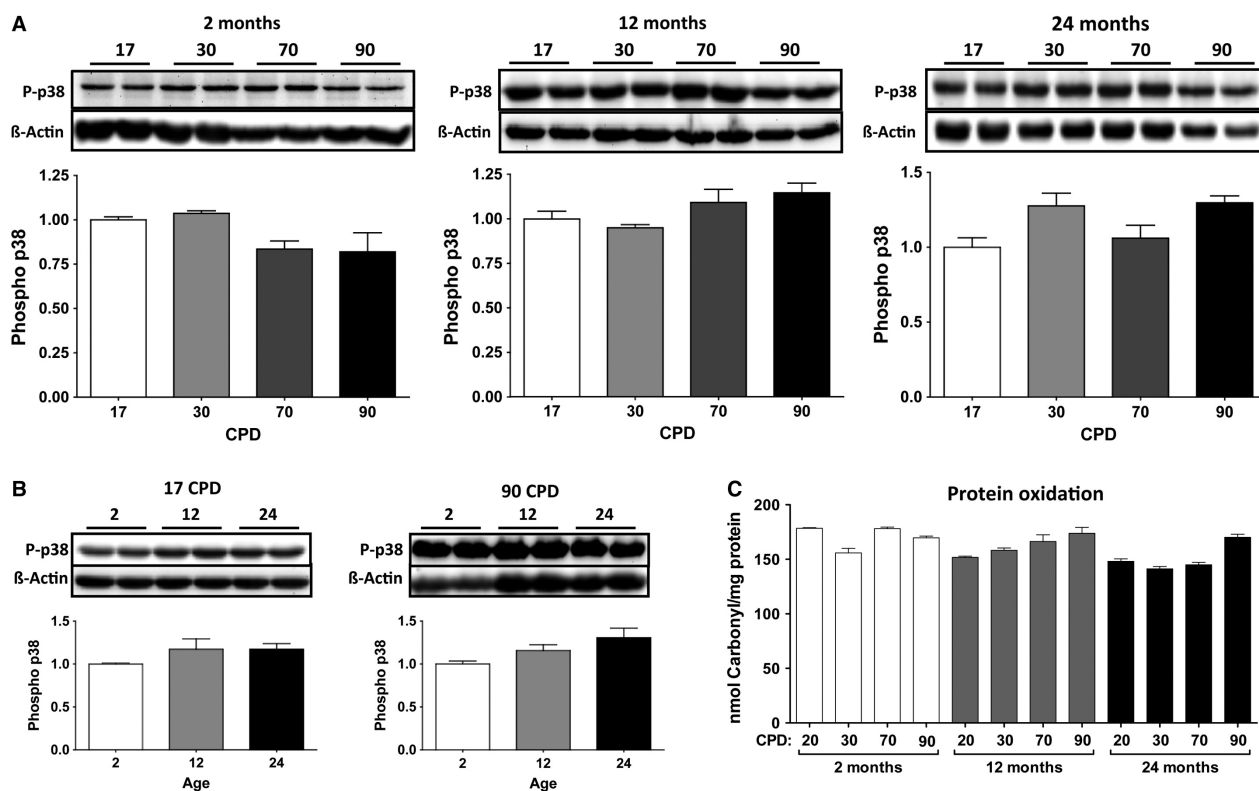 A
2 months
17 30 70 90
P-p38
ß-Actin
1.25
1.00
0.75
0.50
0.25
0.00
Phospho p38
17 30 70 90
CPD
12 months
17 30 70 90
P-p38
ß-Actin
1.25
1.00
0.75
0.50
0.25
0.00
Phospho p38
17 30 70 90
CPD
24 months
17 30 70 90
P-p38
ß-Actin
1.5
1.0
0.5
0.0
Phospho p38
17 30 70 90
CPD
B
17 CPD
2 12 24
P-p38
ß-Actin
1.5
1.0
0.5
0.0
Phospho p38
2 12 24
Age
90 CPD
2 12 24
P-p38
ß-Actin
1.5
1.0
0.5
0.0
Phospho p38
2 12 24
Age
C
Protein oxidation
200
150
100
50
0
nmol Carbonyl/mg protein
CPD: 20 30 70 90 20 30 70 90 20 30 70 90
2 months 12 months 24 months